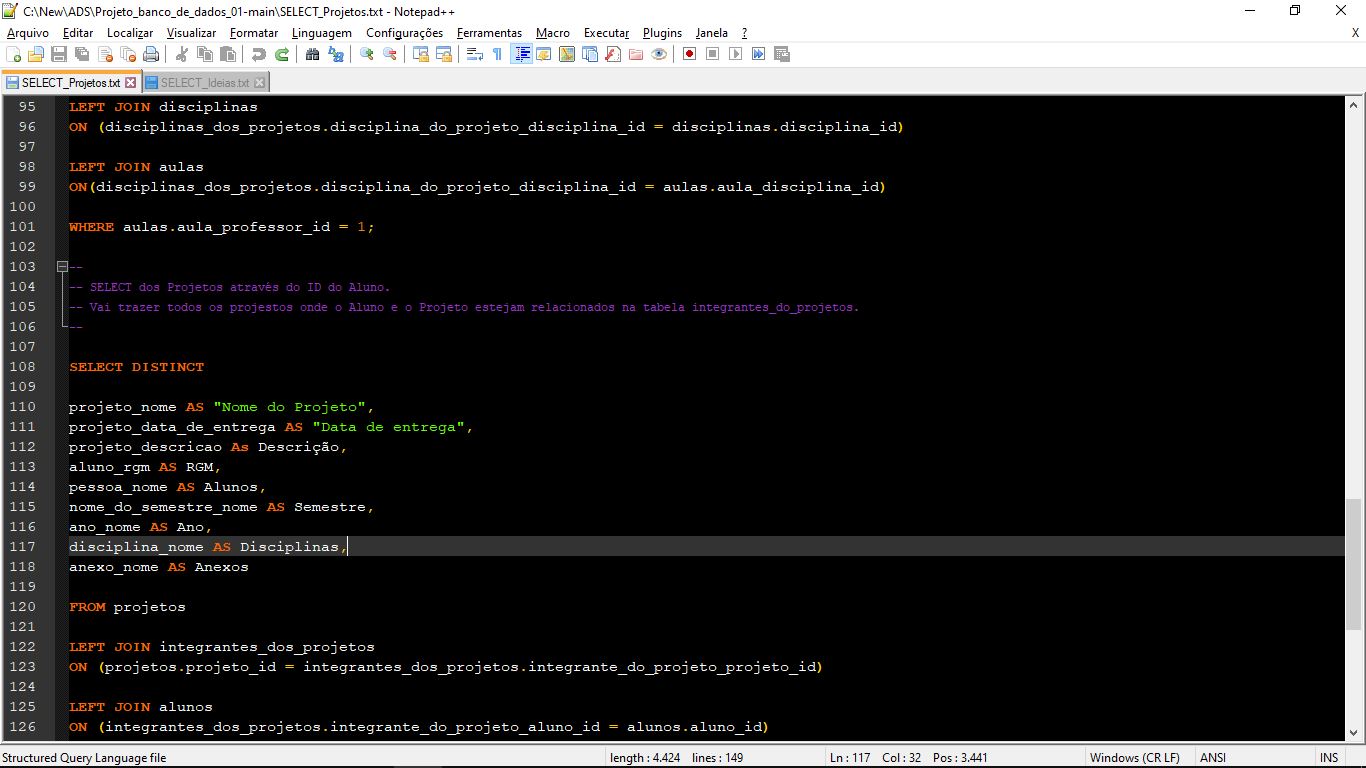 C:\New\ADS\Projeto_banco_de_dados_01-main\SELECT_Projetos.txt - Notepad++
Arquivo Editar Localizar Visualizar Formatar Linguagem Configurações Ferramentas Macro Executar Plugins Janela ? X
SELECT_Projetos.txt SELECT_Ideias.txt
95 LEFT JOIN disciplinas
96 ON (disciplinas_dos_projetos.disciplina_do_projeto_disciplina_id = disciplinas.disciplina_id)
97
98 LEFT JOIN aulas
99 ON(disciplinas_dos_projetos.disciplina_do_projeto_disciplina_id = aulas.aula_disciplina_id)
100
101 WHERE aulas.aula_professor_id = 1;
102
103 --
104 -- SELECT dos Projetos através do ID do Aluno.
105 -- Vai trazer todos os projestos onde o Aluno e o Projeto estejam relacionados na tabela integrantes_do_projetos.
106 --
107
108 SELECT DISTINCT
109
110 projeto_nome AS "Nome do Projeto",
111 projeto_data_de_entrega AS "Data de entrega",
112 projeto_descricao As Descrição,
113 aluno_rgm AS RGM,
114 pessoa_nome AS Alunos,
115 nome_do_semestre_nome AS Semestre,
116 ano_nome AS Ano,
117 disciplina_nome AS Disciplinas,
118 anexo_nome AS Anexos
119
120 FROM projetos
121
122 LEFT JOIN integrantes_dos_projetos
123 ON (projetos.projeto_id = integrantes_dos_projetos.integrante_do_projeto_projeto_id)
124
125 LEFT JOIN alunos
126 ON (integrantes_dos_projetos.integrante_do_projeto_aluno_id = alunos.aluno_id)
Structured Query Language file length : 4.424 lines : 149 Ln : 117 Col : 32 Pos : 3.441 Windows (CR LF) ANSI INS